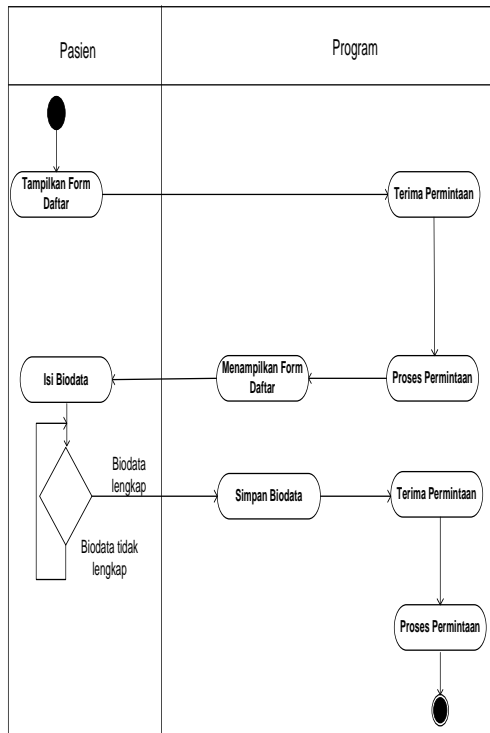 Pasien
Program
Tampilkan Form
Daftar
Terima Permintaan
Isi Biodata
Menampilkan Form
Daftar
Proses Permintaan
Biodata
lengkap
Simpan Biodata
Terima Permintaan
Biodata tidak
lengkap
Proses Permintaan